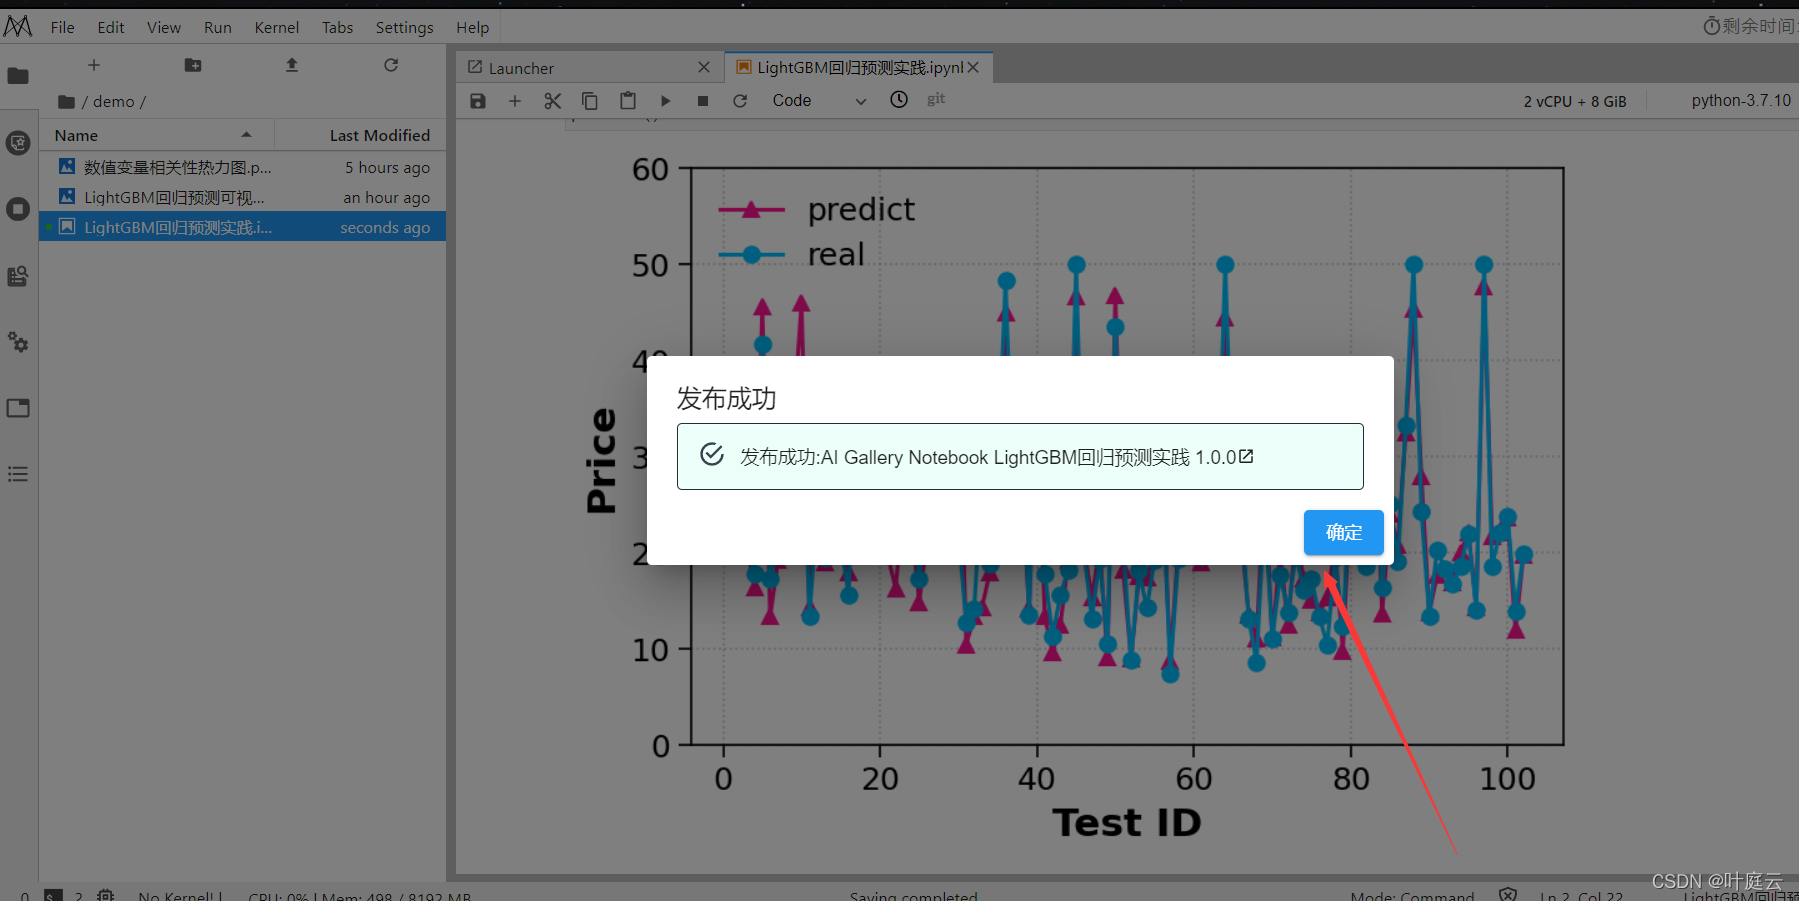 File Edit View Run Kernel Tabs Settings Help
剩余时间:
/ demo /
Name Last Modified
数值变量相关性热力图.p... 5 hours ago
LightGBM回归预测可视... an hour ago
LightGBM回归预测实践.i... seconds ago
Launcher
LightGBM回归预测实践.ipynl
Code git 2 vCPU + 8 GiB python-3.7.10
60
predict
50
real
4
Price
3
2
10
0
0 20 40 60 80 100
Test ID
发布成功
发布成功:AI Gallery Notebook LightGBM回归预测实践 1.0.0
确定
0 $ 2 No Kernel! | CPU: 0% | Mem: 498 / 8192 MB Saving completed Mode: Command Ln 2, Col 22 LightGBM回归预
CSDN @叶庭云